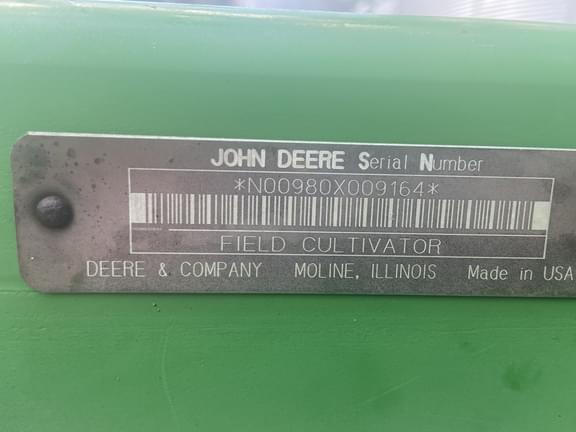 JOHN DEERE Serial Number
*N00980X009164*
FIELD CULTIVATOR
DEERE & COMPANY MOLINE, ILLINOIS Made in USA